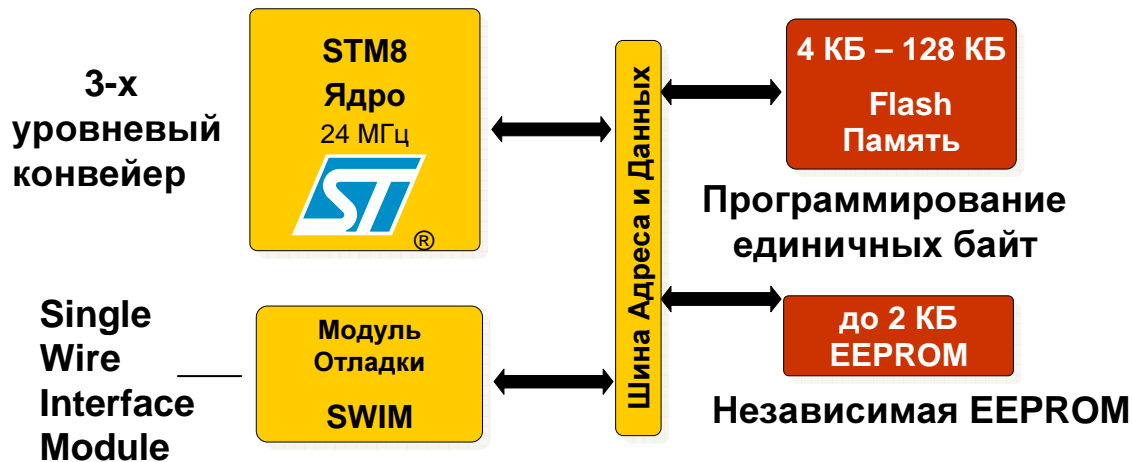 3-х
уровневый
конвейер
STM8
Ядро
24 МГц
ST
®
Single
Wire
Interface
Module
Модуль
Отладки
SWIM
Шина Адреса и Данных
4 КБ – 128 КБ
Flash
Память
Программирование
единичных байт
до 2 КБ
EEPROM
Независимая EEPROM